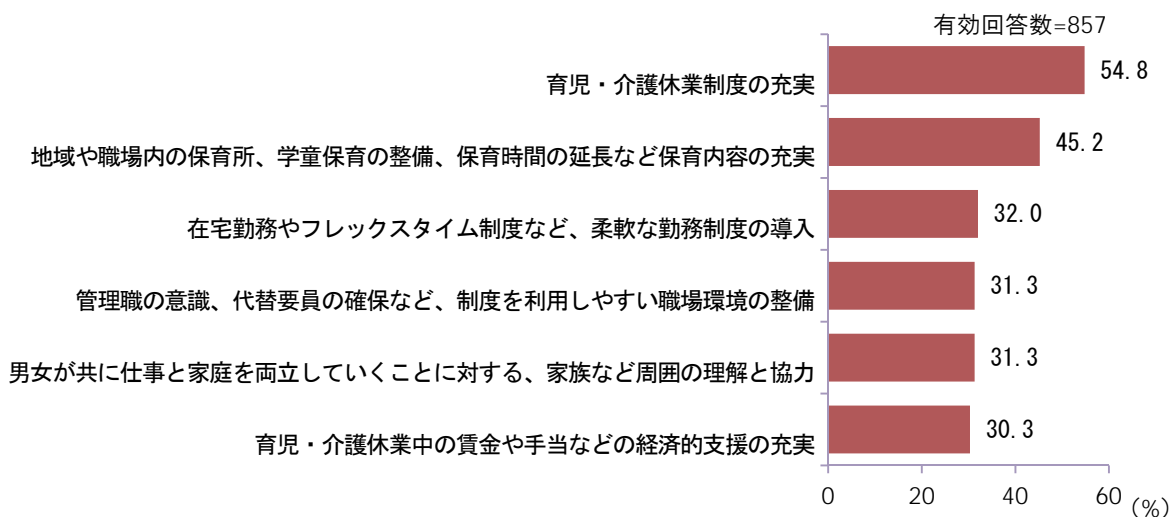 有効回答数=857
育児・介護休業制度の充実
54.8
地域や職場内の保育所、学童保育の整備、保育時間の延長など保育内容の充実
45.2
在宅勤務やフレックスタイム制度など、柔軟な勤務制度の導入
32.0
管理職の意識、代替要員の確保など、制度を利用しやすい職場環境の整備
31.3
男女が共に仕事と家庭を両立していくことに対する、家族など周囲の理解と協力
31.3
育児・介護休業中の賃金や手当などの経済的支援の充実
30.3
0 20 40 60 (%)